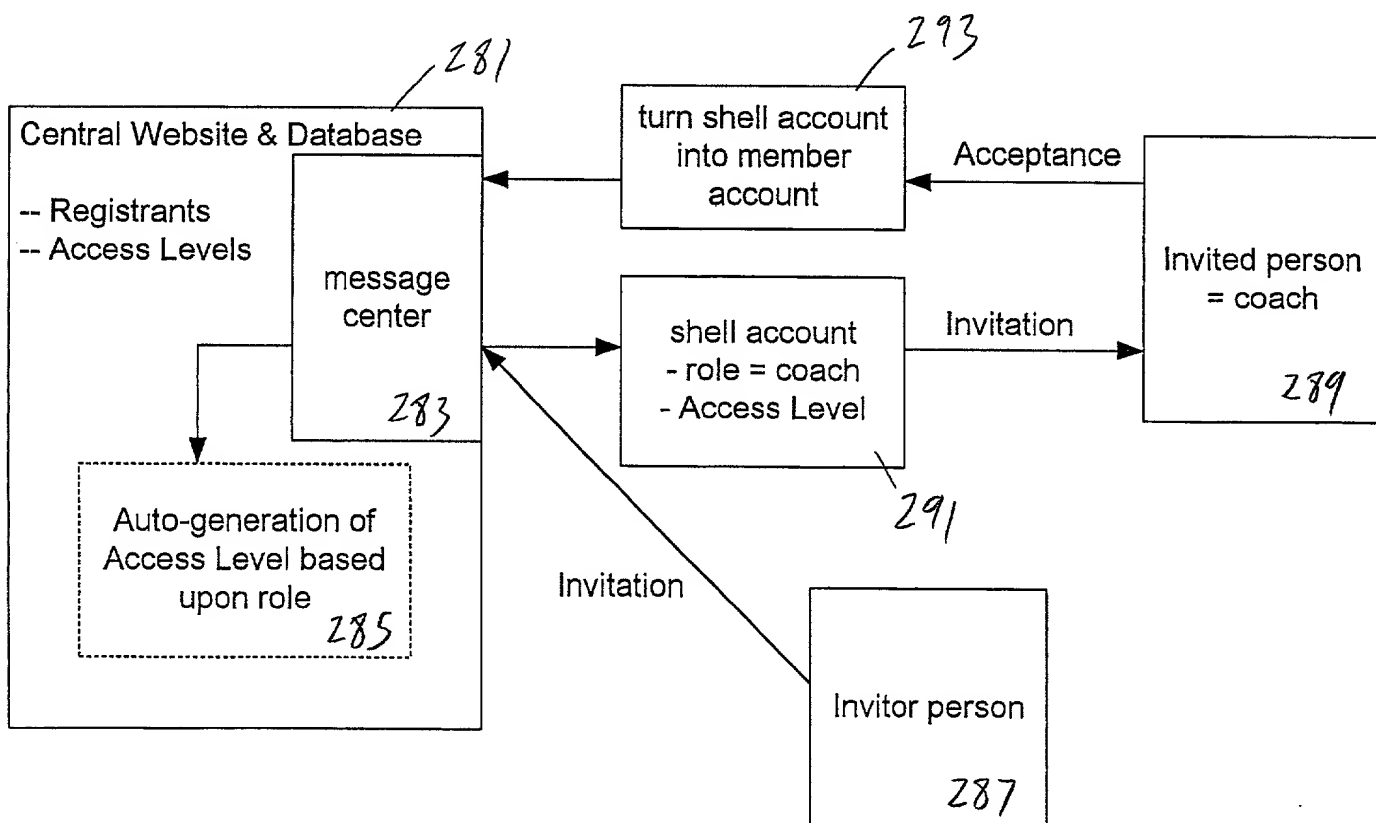 281
293
Central Website & Database
-- Registrants
-- Access Levels
message
center
283
Auto-generation of
Access Level based
upon role
285
turn shell account
into member
account
Acceptance
Invited person
= coach
289
shell account
- role = coach
- Access Level
291
Invitation
Invitation
Invitor person
287